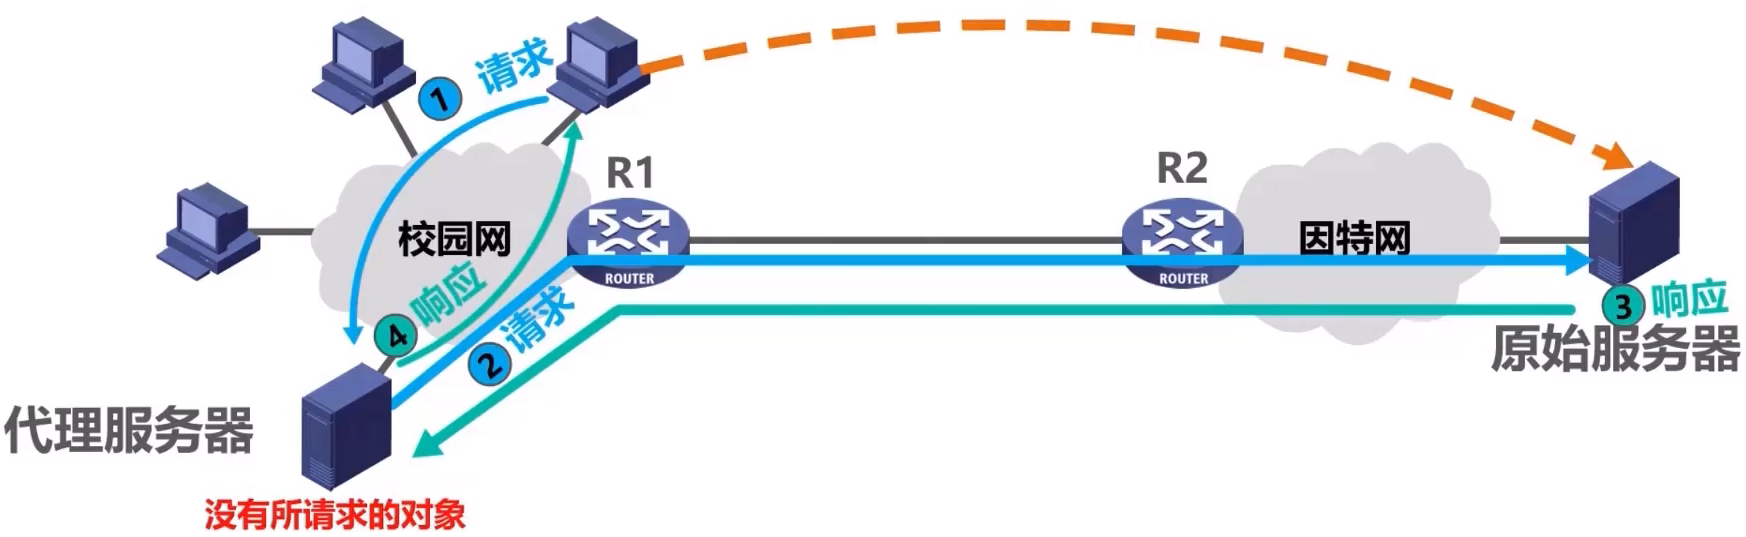 1 请求
R1
R2
校园网
因特网
ROUTER
ROUTER
4 响应
2 请求
3 响应
原始服务器
代理服务器
没有所请求的对象